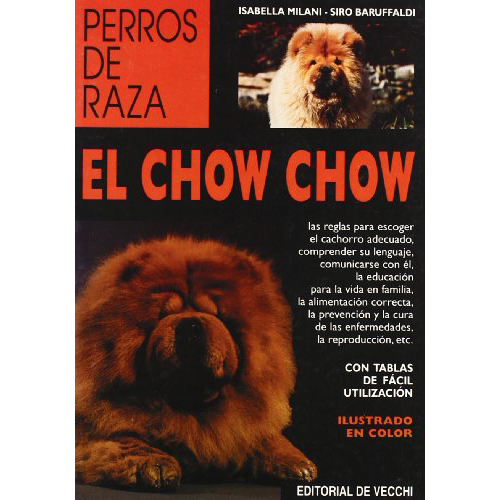 PERROS
DE
RAZA
ISABELLA MILANI - SIRO BARUFFALDI
EL CHOW CHOW
las reglas para escoger
el cachorro adecuado,
comprender su lenguaje,
comunicarse con él,
la educación
para la vida en familia,
la alimentación correcta,
la prevención y la cura
de las enfermedades,
la reproducción, etc.
CON TABLAS
DE FÁCIL
UTILIZACIÓN
ILUSTRADO
EN COLOR
EDITORIAL DE VECCHI